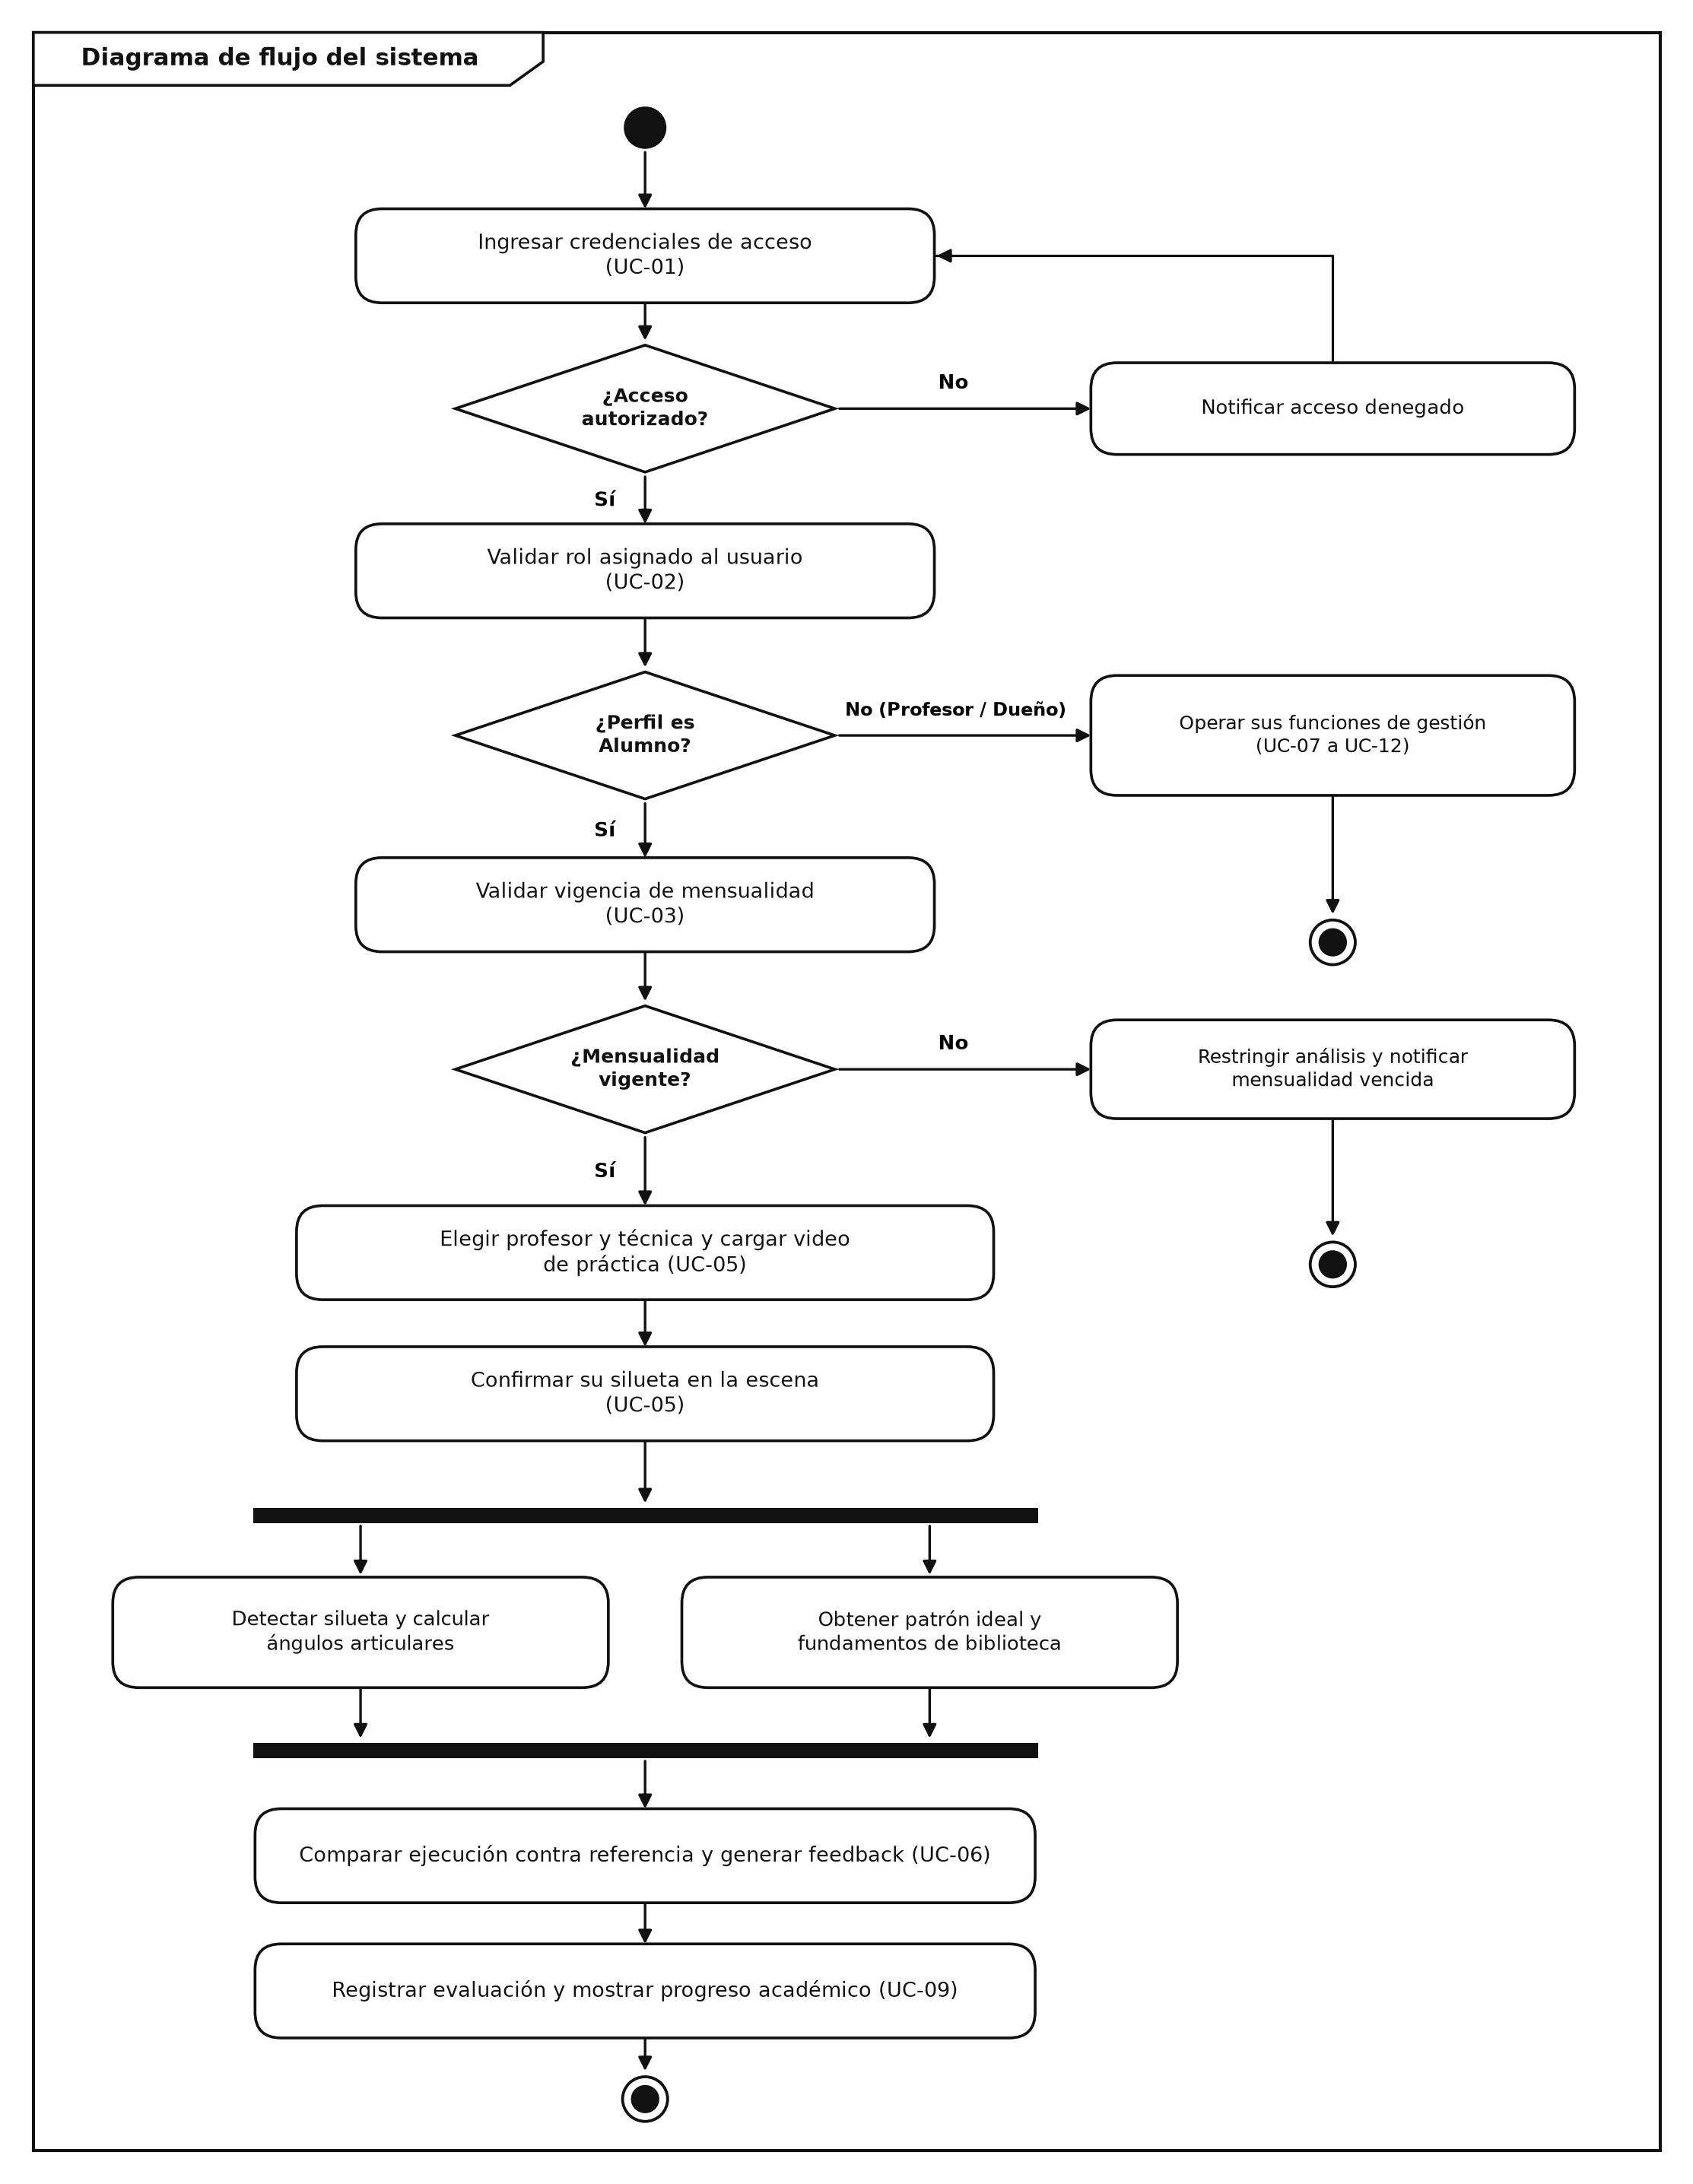 Diagrama de flujo del sistema
Ingresar credenciales de acceso
(UC-01)
¿Acceso
autorizado?
No
Notificar acceso denegado
Sí
Validar rol asignado al usuario
(UC-02)
¿Perfil es
Alumno?
No (Profesor / Dueño)
Operar sus funciones de gestión
(UC-07 a UC-12)
Sí
Validar vigencia de mensualidad
(UC-03)
¿Mensualidad
vigente?
No
Restringir análisis y notificar
mensualidad vencida
Sí
Elegir profesor y técnica y cargar video
de práctica (UC-05)
Confirmar su silueta en la escena
(UC-05)
Detectar silueta y calcular
ángulos articulares
Obtener patrón ideal y
fundamentos de biblioteca
Comparar ejecución contra referencia y generar feedback (UC-06)
Registrar evaluación y mostrar progreso académico (UC-09)